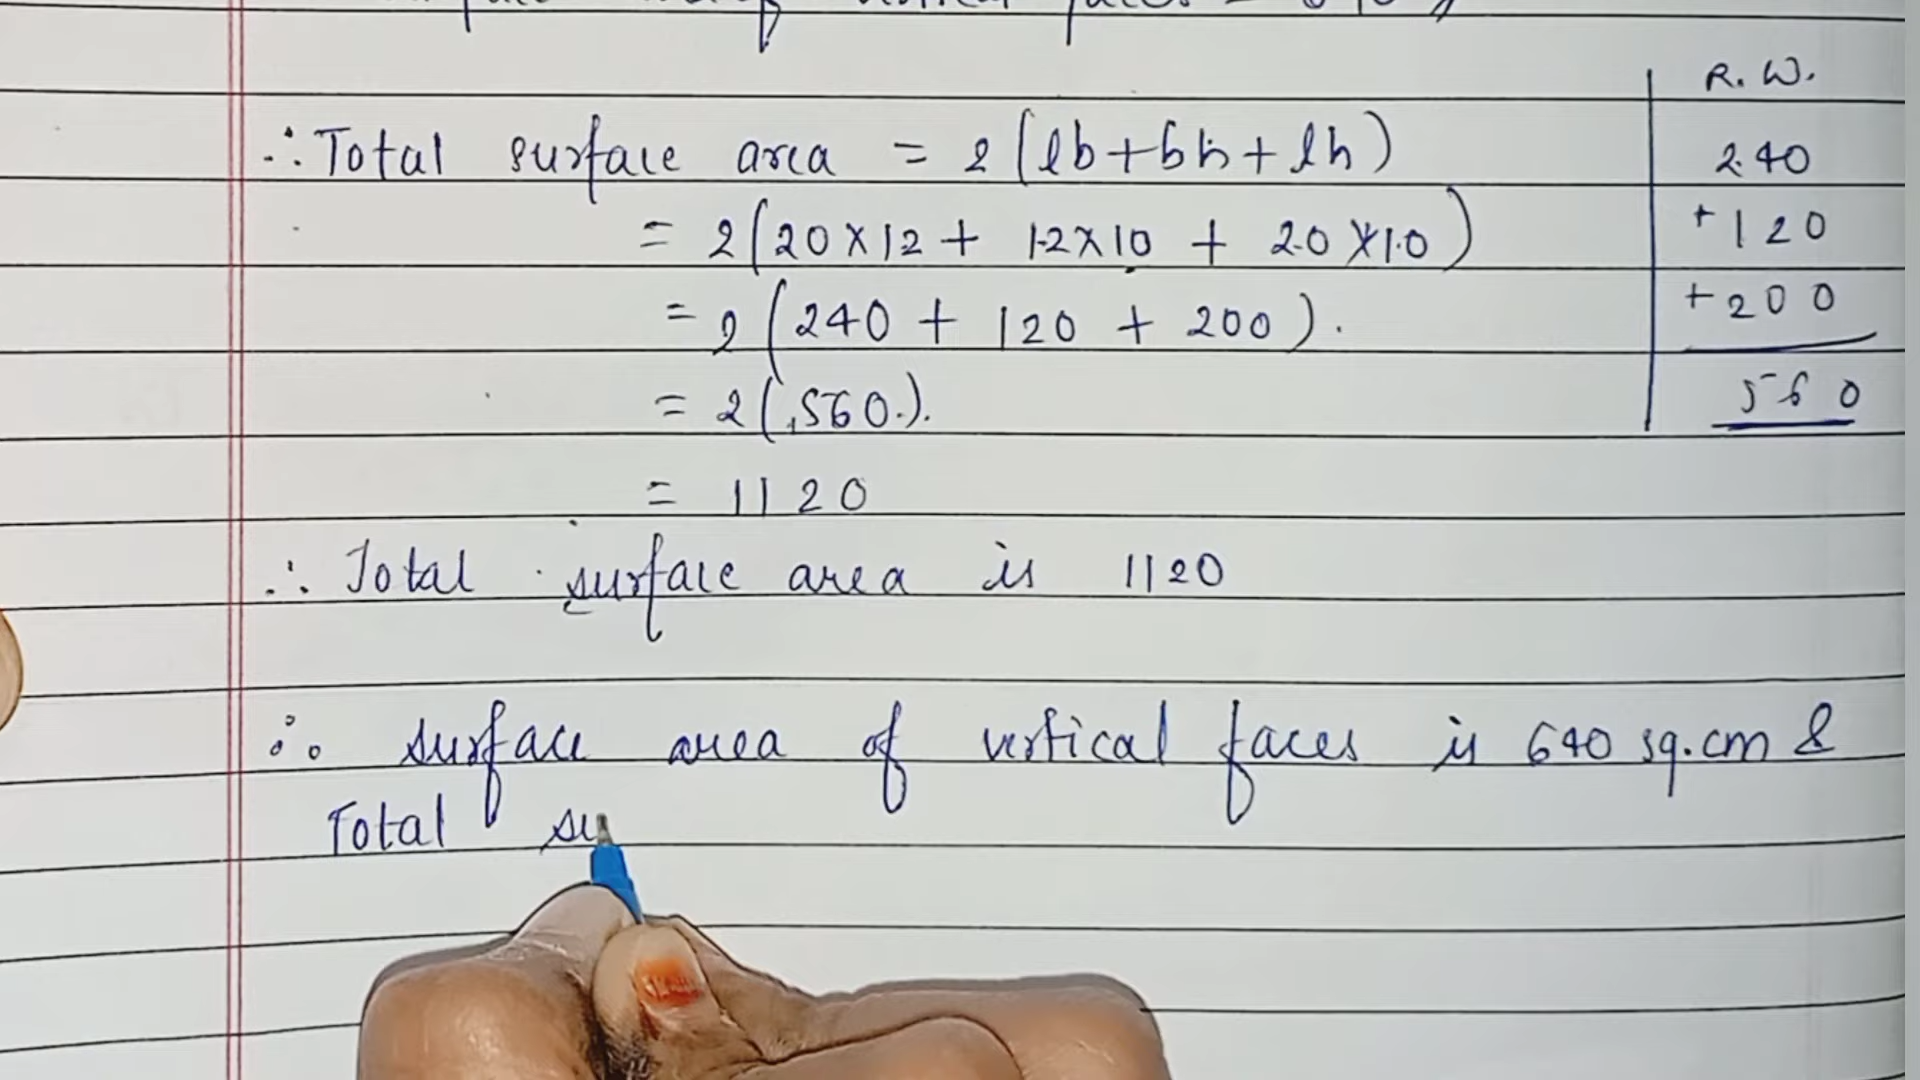 ∴ Total surface area = 2(lb+bh+lh)
= 2(20×12 + 12×10 + 20×10)
= 2(240 + 120 + 200).
= 2(560).
= 1120
∴ Total surface area is 1120
∴ surface area of vertical faces is 640 sq.cm &
Total su
R.W.
240
+120
+200
560